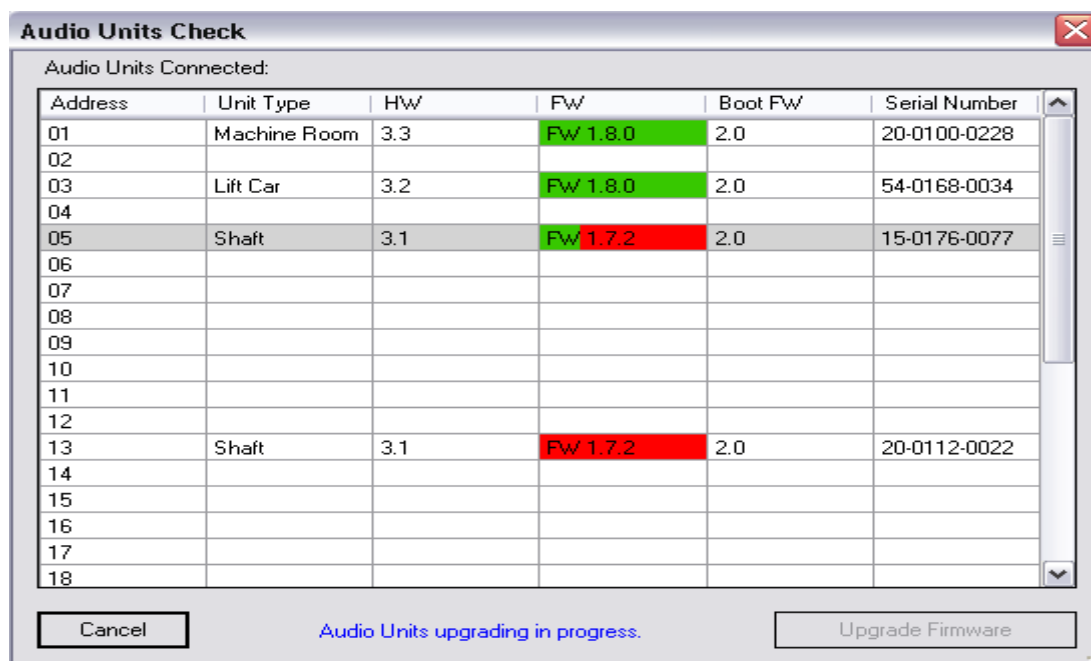 Audio Units Check
Audio Units Connected:
Address Unit Type HW FW Boot FW Serial Number
01 Machine Room 3.3 FW 1.8.0 2.0 20-0100-0228
02
03 Lift Car 3.2 FW 1.8.0 2.0 54-0168-0034
04
05 Shaft 3.1 FW 1.7.2 2.0 15-0176-0077
06
07
08
09
10
11
12
13 Shaft 3.1 FW 1.7.2 2.0 20-0112-0022
14
15
16
17
18
Cancel Audio Units upgrading in progress. Upgrade Firmware